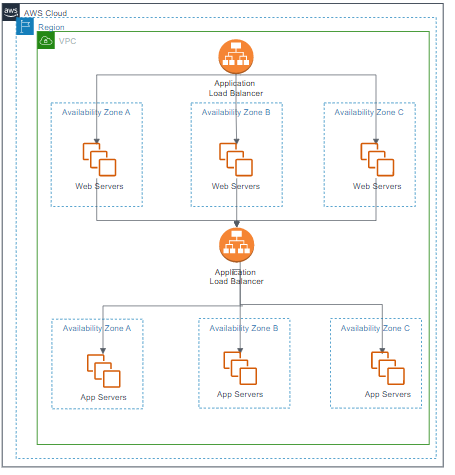 aws
AWS Cloud
Region
VPC
Application
Load Balancer
Availability Zone A
Availability Zone B
Availability Zone C
Web Servers
Web Servers
Web Servers
Application
Load Balancer
Availability Zone A
Availability Zone B
Availability Zone C
App Servers
App Servers
App Servers